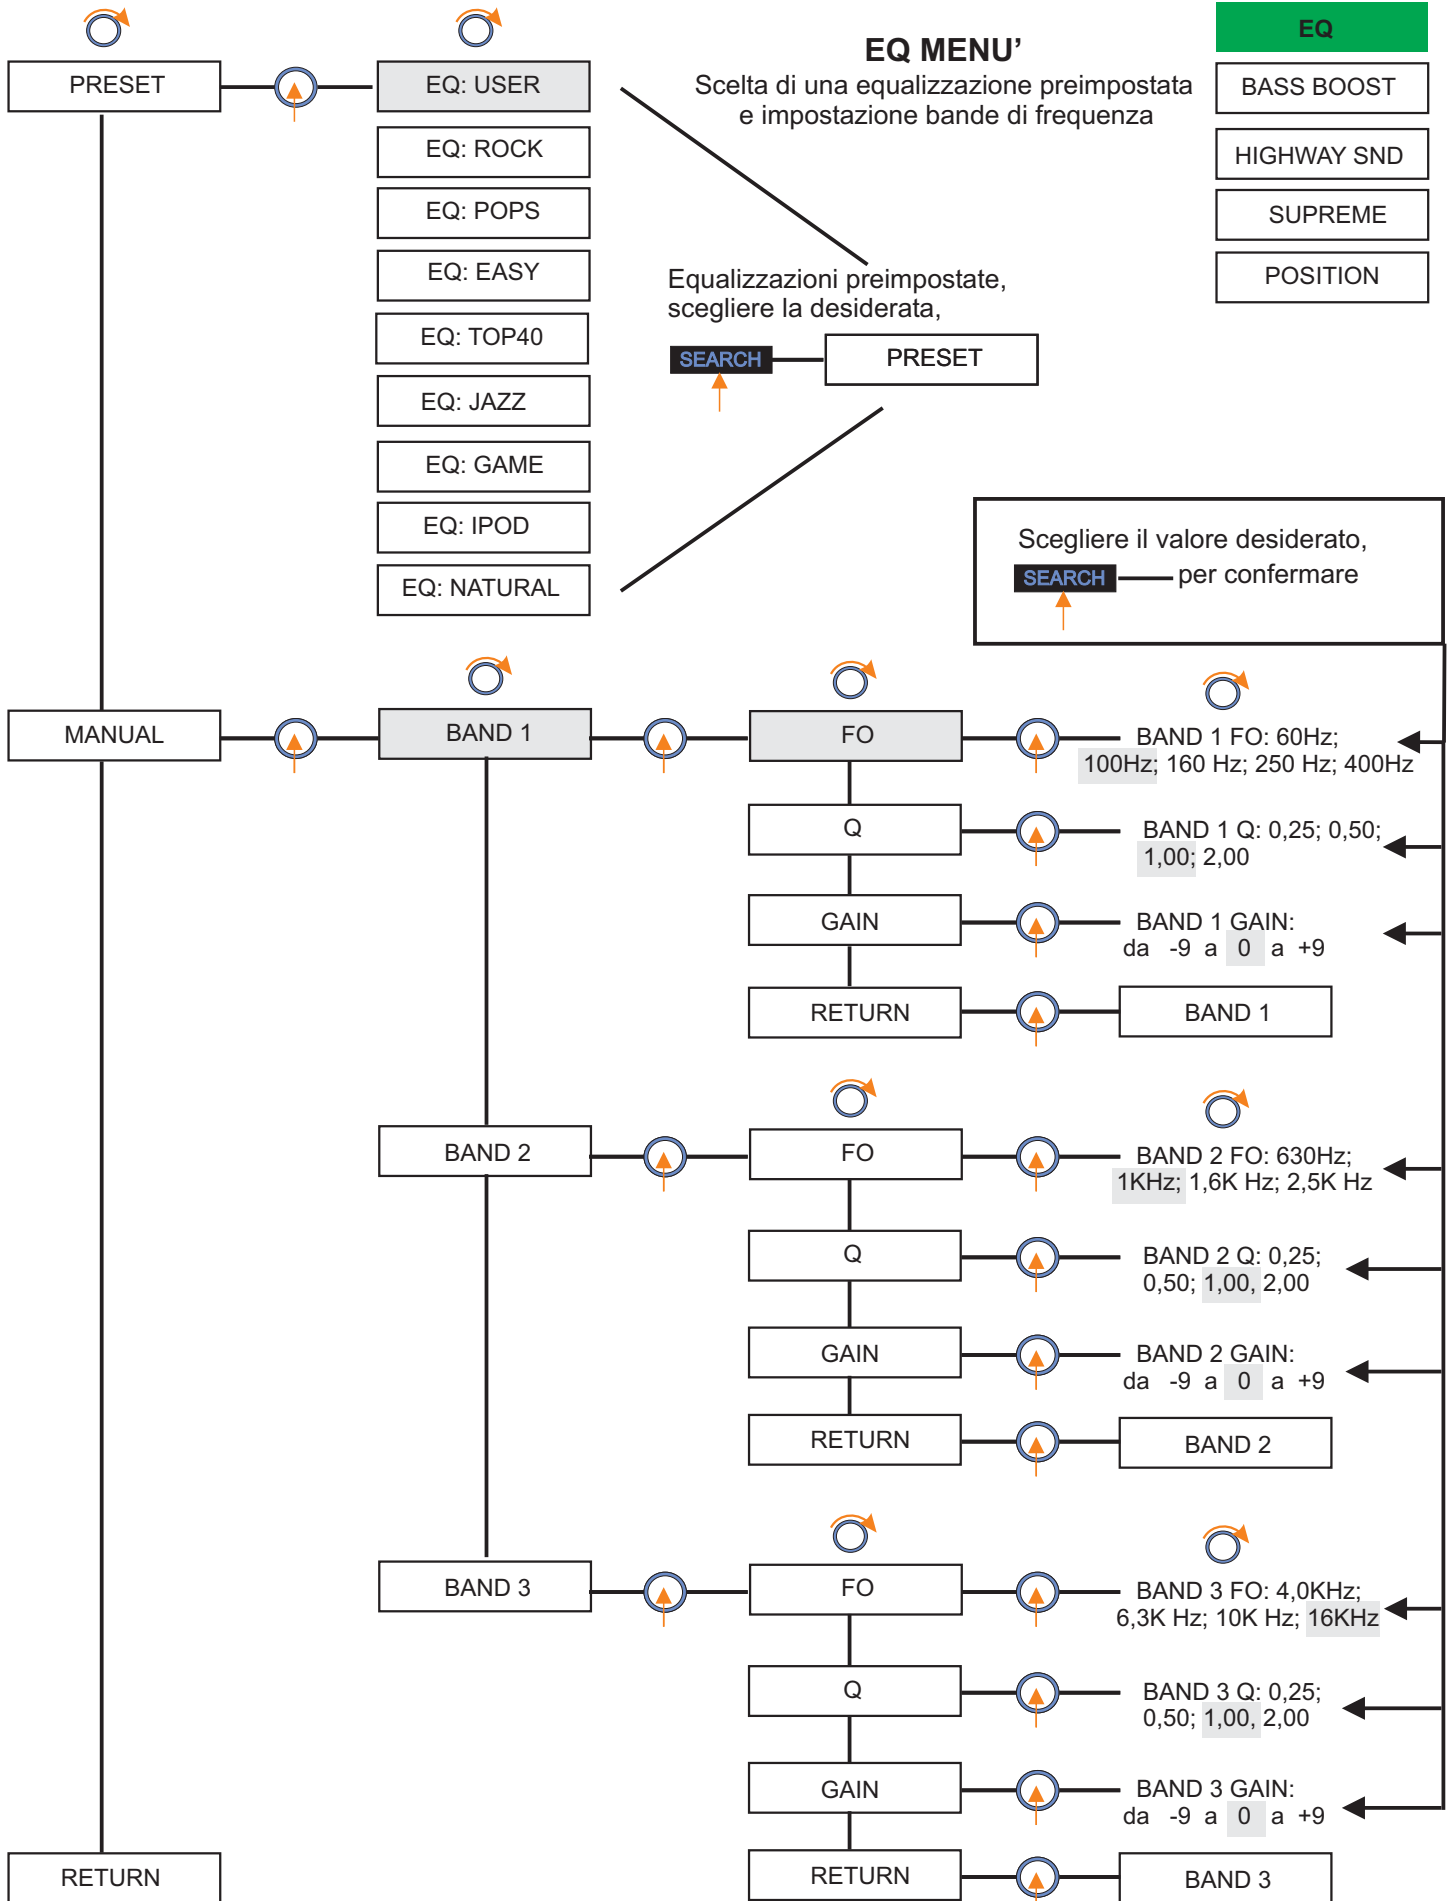 EQ MENU'
Scelta di una equalizzazione preimpostata
e impostazione bande di frequenza
EQ
BASS BOOST
HIGHWAY SND
SUPREME
POSITION
PRESET
EQ: USER
EQ: ROCK
EQ: POPS
EQ: EASY
EQ: TOP40
EQ: JAZZ
EQ: GAME
EQ: IPOD
EQ: NATURAL
Equalizzazioni preimpostate,
scegliere la desiderata,
SEARCH PRESET
Scegliere il valore desiderato,
SEARCH per confermare
MANUAL
BAND 1
FO
BAND 1 FO: 60Hz;
100Hz; 160 Hz; 250 Hz; 400Hz
Q
BAND 1 Q: 0,25; 0,50;
1,00; 2,00
GAIN
BAND 1 GAIN:
da -9 a 0 a +9
RETURN
BAND 1
BAND 2
FO
BAND 2 FO: 630Hz;
1KHz; 1,6K Hz; 2,5K Hz
Q
BAND 2 Q: 0,25;
0,50; 1,00, 2,00
GAIN
BAND 2 GAIN:
da -9 a 0 a +9
RETURN
BAND 2
BAND 3
FO
BAND 3 FO: 4,0KHz;
6,3K Hz; 10K Hz; 16KHz
Q
BAND 3 Q: 0,25;
0,50; 1,00, 2,00
GAIN
BAND 3 GAIN:
da -9 a 0 a +9
RETURN
BAND 3
RETURN